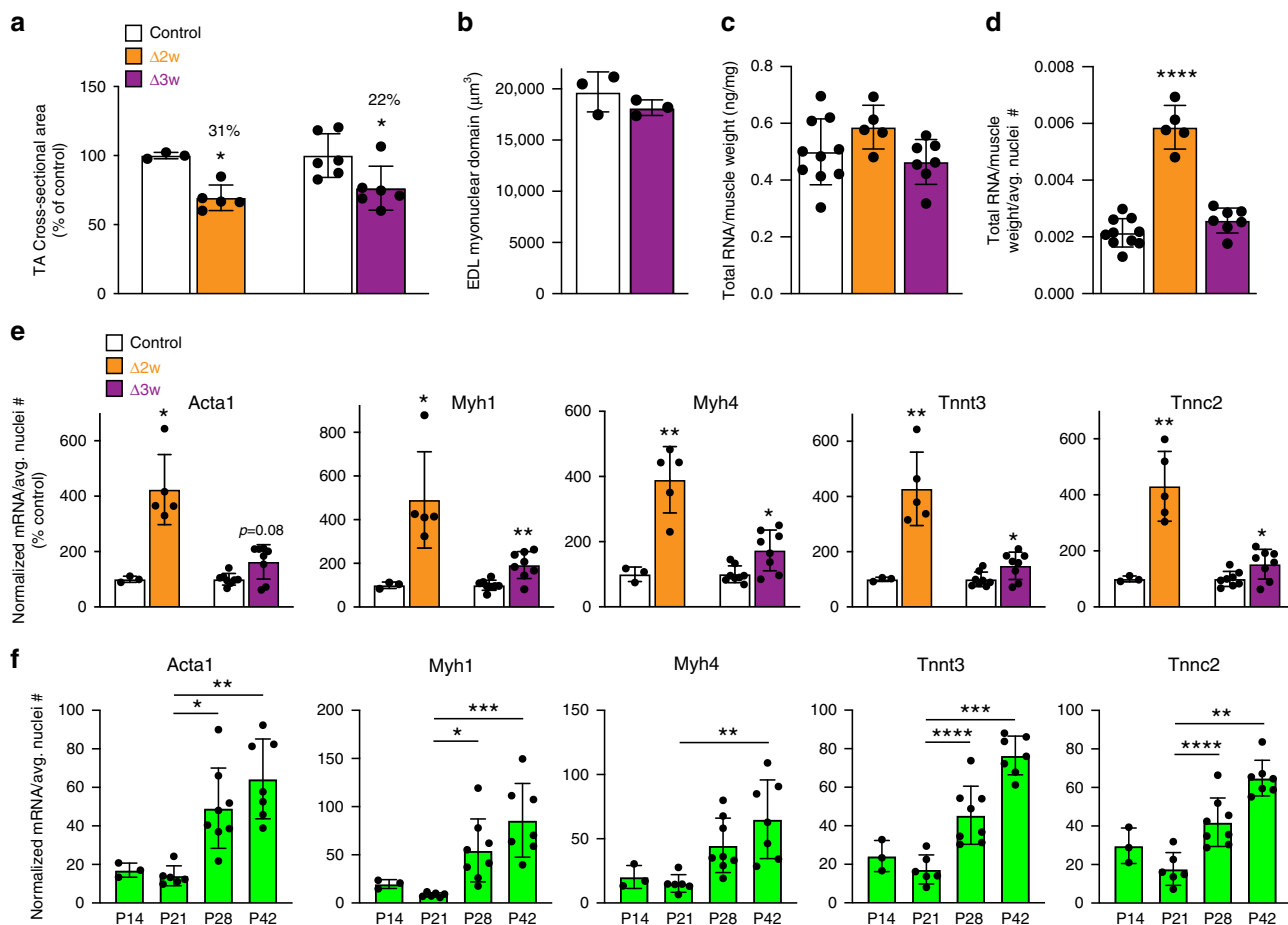 a
Control
Δ2w
Δ3w
TA Cross-sectional area
(% of control)
150
100
50
0
31%
*
22%
*
b
EDL myonuclear domain (μm³)
20,000
15,000
10,000
5000
0
c
Total RNA/muscle weight (ng/mg)
0.8
0.6
0.4
0.2
0.0
d
Total RNA/muscle
weight/avg. nuclei #
0.008
0.006
0.004
0.002
0.000
****
e
Control
Δ2w
Δ3w
Normalized mRNA/avg. nuclei #
(% control)
Acta1
600
400
200
0
*
p=0.08
Myh1
800
600
400
200
0
*
**
Myh4
600
400
200
0
**
*
Tnnt3
600
400
200
0
**
*
Tnnc2
600
400
200
0
**
*
f
Normalized mRNA/avg. nuclei #
Acta1
100
80
60
40
20
0
**
*
P14 P21 P28 P42
Myh1
200
150
100
50
0
***
*
P14 P21 P28 P42
Myh4
150
100
50
0
**
P14 P21 P28 P42
Tnnt3
100
80
60
40
20
0
***
****
P14 P21 P28 P42
Tnnc2
100
80
60
40
20
0
**
****
P14 P21 P28 P42